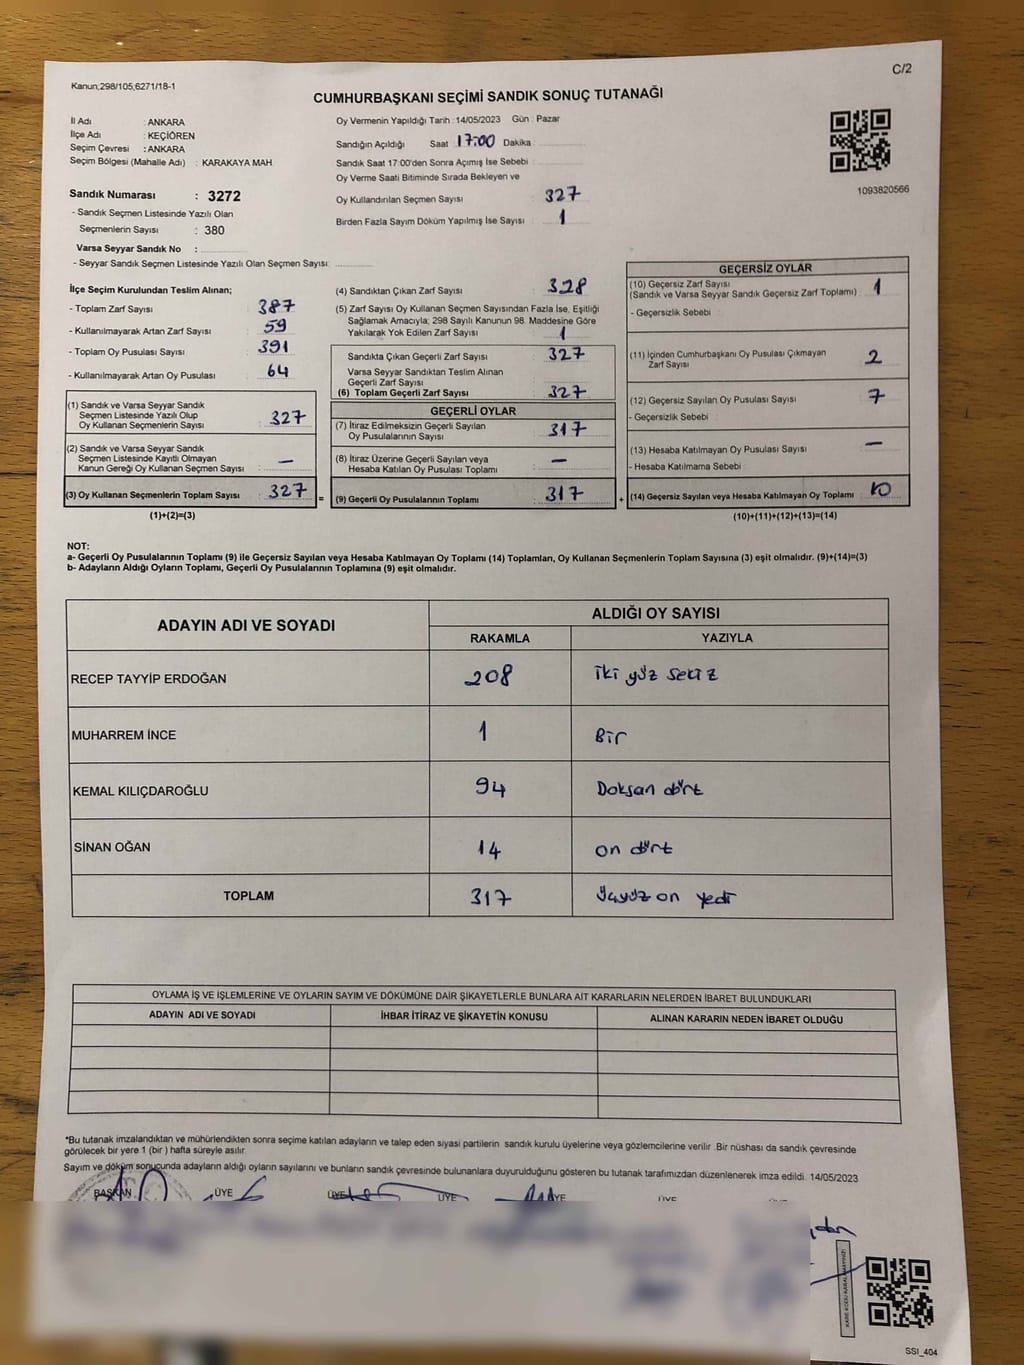 C/2
Kanun;298/105,6271/18-1
CUMHURBAŞKANI SEÇİMİ SANDIK SONUÇ TUTANAĞI
İl Adı : ANKARA
İlçe Adı : KEÇİÖREN
Seçim Çevresi : ANKARA
Seçim Bölgesi (Mahalle Adı) : KARAKAYA MAH.
Sandık Numarası : 3272
- Sandık Seçmen Listesinde Yazılı Olan
Seçmenlerin Sayısı : 380
Varsa Seyyar Sandık No :
- Seyyar Sandık Seçmen Listesinde Yazılı Olan Seçmen Sayısı:
Oy Vermenin Yapıldığı Tarih : 14/05/2023 Gün : Pazar
Sandığın Açıldığı Saat 17:00 Dakika :
Sandık Saat 17:00'den Sonra Açılmış İse Sebebi :
Oy Verme Saati Bitiminde Sırada Bekleyen ve
Oy Kullandırılan Seçmen Sayısı : 327
Birden Fazla Sayım Döküm Yapılmış İse Sayısı : 1
1093820566
İlçe Seçim Kurulundan Teslim Alınan;
- Toplam Zarf Sayısı : 387
- Kullanılmayarak Artan Zarf Sayısı : 59
- Toplam Oy Pusulası Sayısı : 391
- Kullanılmayarak Artan Oy Pusulası : 64
(1) Sandık ve Varsa Seyyar Sandık
Seçmen Listesinde Yazılı Olup
Oy Kullanan Seçmenlerin Sayısı : 327
(2) Sandık ve Varsa Seyyar Sandık
Seçmen Listesinde Kayıtlı Olmayan
Kanun Gereği Oy Kullanan Seçmen Sayısı : —
(3) Oy Kullanan Seçmenlerin Toplam Sayısı : 327
(1)+(2)=(3)
(4) Sandıktan Çıkan Zarf Sayısı : 328
(5) Zarf Sayısı Oy Kullanan Seçmen Sayısından Fazla İse, Eşitliği
Sağlamak Amacıyla; 298 Sayılı Kanunun 98. Maddesine Göre
Yakılarak Yok Edilen Zarf Sayısı : 1
Sandıkta Çıkan Geçerli Zarf Sayısı : 327
Varsa Seyyar Sandıktan Teslim Alınan
Geçerli Zarf Sayısı :
(6) Toplam Geçerli Zarf Sayısı : 327
GEÇERLİ OYLAR
(7) İtiraz Edilmeksizin Geçerli Sayılan
Oy Pusulalarının Sayısı : 317
(8) İtiraz Üzerine Geçerli Sayılan veya
Hesaba Katılan Oy Pusulası Toplamı : —
= (9) Geçerli Oy Pusulalarının Toplamı : 317
GEÇERSİZ OYLAR
(10) Geçersiz Zarf Sayısı
(Sandık ve Varsa Seyyar Sandık Geçersiz Zarf Toplamı) : 1
- Geçersizlik Sebebi :
(11) İçinden Cumhurbaşkanı Oy Pusulası Çıkmayan
Zarf Sayısı : 2
(12) Geçersiz Sayılan Oy Pusulası Sayısı : 7
- Geçersizlik Sebebi :
(13) Hesaba Katılmayan Oy Pusulası Sayısı : —
- Hesaba Katılmama Sebebi :
+ (14) Geçersiz Sayılan veya Hesaba Katılmayan Oy Toplamı : 10
(10)+(11)+(12)+(13)=(14)
NOT:
a- Geçerli Oy Pusulalarının Toplamı (9) ile Geçersiz Sayılan veya Hesaba Katılmayan Oy Toplamı (14) Toplamları, Oy Kullanan Seçmenlerin Toplam Sayısına (3) eşit olmalıdır. (9)+(14)=(3)
b- Adayların Aldığı Oyların Toplamı, Geçerli Oy Pusulalarının Toplamına (9) eşit olmalıdır.
ADAYIN ADI VE SOYADI ALDIĞI OY SAYISI
RAKAMLA YAZIYLA
RECEP TAYYİP ERDOĞAN 208 iki yüz sekiz
MUHARREM İNCE 1 Bir
KEMAL KILIÇDAROĞLU 94 Doksan dört
SİNAN OĞAN 14 on dört
TOPLAM 317 üçyüz on yedi
OYLAMA İŞ VE İŞLEMLERİNE VE OYLARIN SAYIM VE DÖKÜMÜNE DAİR ŞİKAYETLERLE BUNLARA AİT KARARLARIN NELERDEN İBARET BULUNDUKLARI
ADAYIN ADI VE SOYADI İHBAR İTİRAZ VE ŞİKAYETİN KONUSU ALINAN KARARIN NEDEN İBARET OLDUĞU
*Bu tutanak imzalandıktan ve mühürlendikten sonra seçime katılan adayların ve talep eden siyasi partilerin sandık kurulu üyelerine veya gözlemcilerine verilir. Bir nüshası da sandık çevresinde
görülecek bir yere 1 (bir) hafta süreyle asılır.
Sayım ve döküm sonucunda adayların aldığı oyların sayılarını ve bunların sandık çevresinde bulunanlara duyurulduğunu gösteren bu tutanak tarafımızdan düzenlenerek imza edildi. 14/05/2023
BAŞKAN ÜYE ÜYE ÜYE ÜYE ÜYE ÜYE
SSI_404